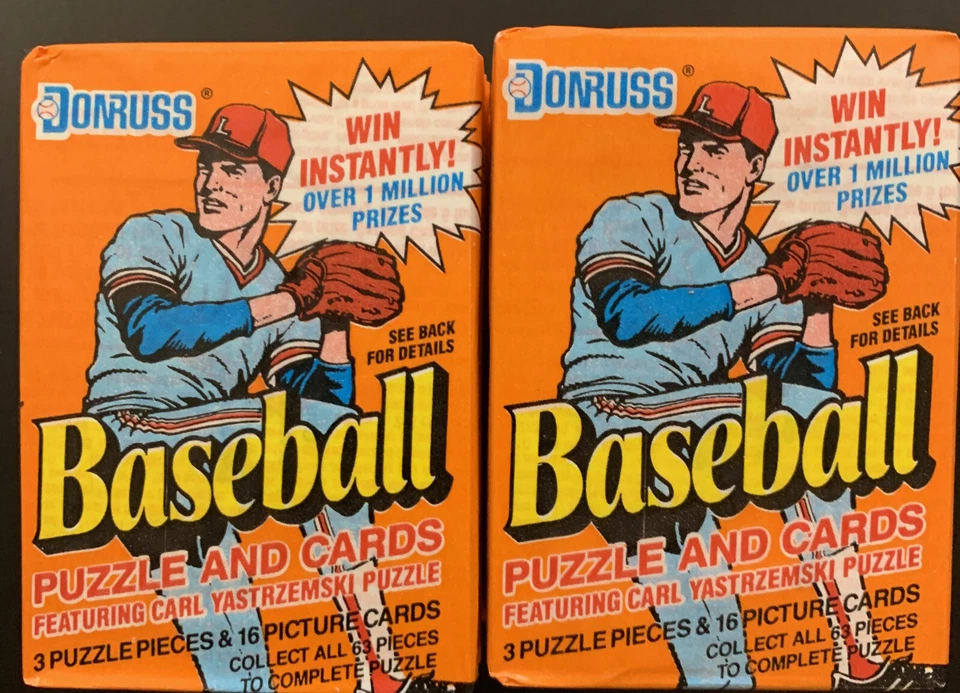 DONRUSS®
L
WIN
INSTANTLY!
OVER 1 MILLION
PRIZES
SEE BACK
FOR DETAILS
Baseball
PUZZLE AND CARDS
FEATURING CARL YASTRZEMSKI PUZZLE
3 PUZZLE PIECES & 16 PICTURE CARDS
COLLECT ALL 63 PIECES
TO COMPLETE PUZZLE
DONRUSS®
L
WIN
INSTANTLY!
OVER 1 MILLION
PRIZES
SEE BACK
FOR DETAILS
Baseball
PUZZLE AND CARDS
FEATURING CARL YASTRZEMSKI PUZZLE
3 PUZZLE PIECES & 16 PICTURE CARDS
COLLECT ALL 63 PIECES
TO COMPLETE PUZZLE